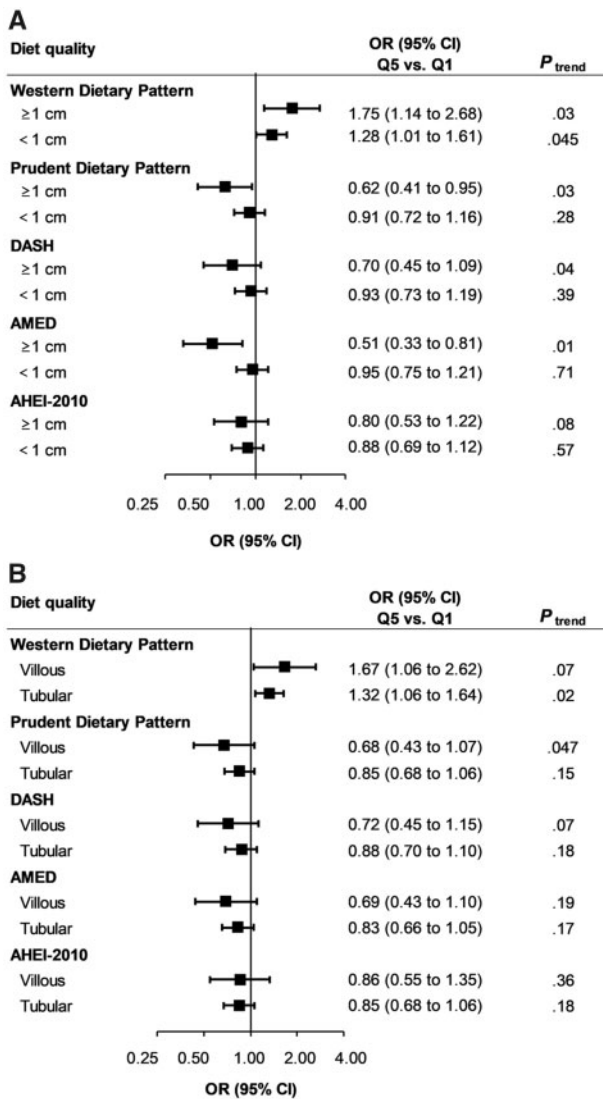 A
Diet quality OR (95% CI) Q5 vs. Q1 P trend
Western Dietary Pattern
≥1 cm 1.75 (1.14 to 2.68) .03
< 1 cm 1.28 (1.01 to 1.61) .045
Prudent Dietary Pattern
≥1 cm 0.62 (0.41 to 0.95) .03
< 1 cm 0.91 (0.72 to 1.16) .28
DASH
≥1 cm 0.70 (0.45 to 1.09) .04
< 1 cm 0.93 (0.73 to 1.19) .39
AMED
≥1 cm 0.51 (0.33 to 0.81) .01
< 1 cm 0.95 (0.75 to 1.21) .71
AHEI-2010
≥1 cm 0.80 (0.53 to 1.22) .08
< 1 cm 0.88 (0.69 to 1.12) .57
0.25 0.50 1.00 2.00 4.00
OR (95% CI)
B
Diet quality OR (95% CI) Q5 vs. Q1 P trend
Western Dietary Pattern
Villous 1.67 (1.06 to 2.62) .07
Tubular 1.32 (1.06 to 1.64) .02
Prudent Dietary Pattern
Villous 0.68 (0.43 to 1.07) .047
Tubular 0.85 (0.68 to 1.06) .15
DASH
Villous 0.72 (0.45 to 1.15) .07
Tubular 0.88 (0.70 to 1.10) .18
AMED
Villous 0.69 (0.43 to 1.10) .19
Tubular 0.83 (0.66 to 1.05) .17
AHEI-2010
Villous 0.86 (0.55 to 1.35) .36
Tubular 0.85 (0.68 to 1.06) .18
0.25 0.50 1.00 2.00 4.00
OR (95% CI)